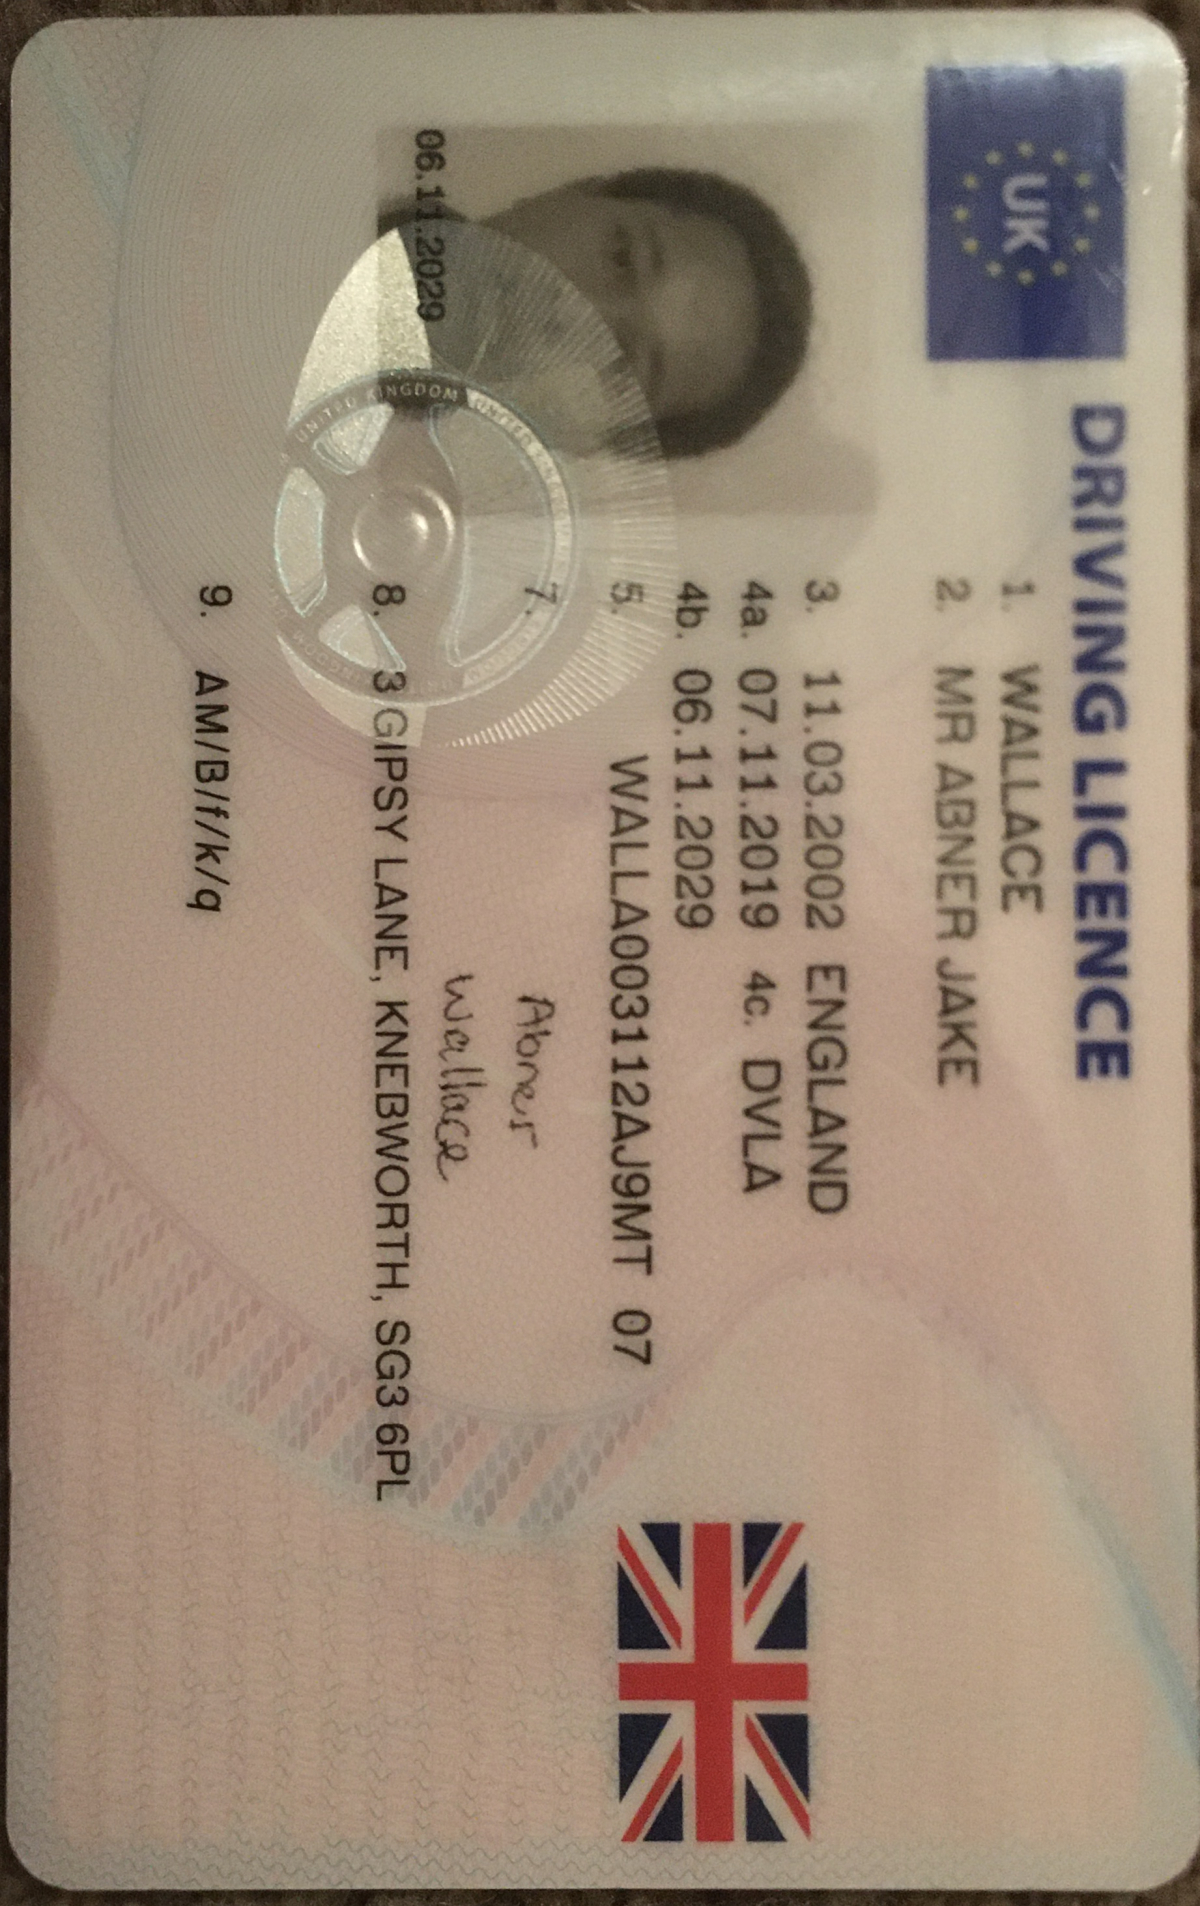 UK
DRIVING LICENCE
1. WALLACE
2. MR ABNER JAKE
3. 11.03.2002 ENGLAND
4a. 07.11.2019 4c. DVLA
4b. 06.11.2029
5. WALLA003112AJ9MT 07
7. Abner
Wallace
06.11.2029
8. 3 GIPSY LANE, KNEBWORTH, SG3 6PL
9. AM/B/f/k/q
UNITED KINGDOM UNITED